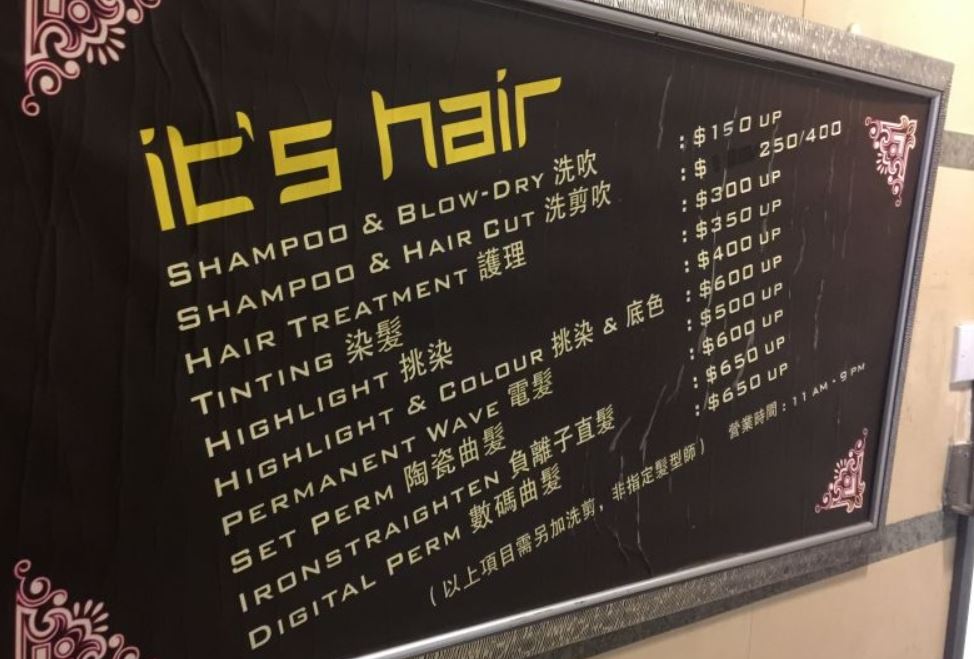 it's hair
SHAMPOO & BLOW-DRY 洗吹 : $150 UP
SHAMPOO & HAIR CUT 洗剪吹 : $ 250/400
HAIR TREATMENT 護理 : $300 UP
TINTING 染髮 : $350 UP
HIGHLIGHT 挑染 : $400 UP
HIGHLIGHT & COLOUR 挑染 & 底色 : $600 UP
PERMANENT WAVE 電髮 : $500 UP
SET PERM 陶瓷曲髮 : $600 UP
IRONSTRAIGHTEN 負離子直髮 : $650 UP
DIGITAL PERM 數碼曲髮 : $650 UP
(以上項目需另加洗剪, 非指定髮型師) 營業時間 : 11 AM - 9 PM